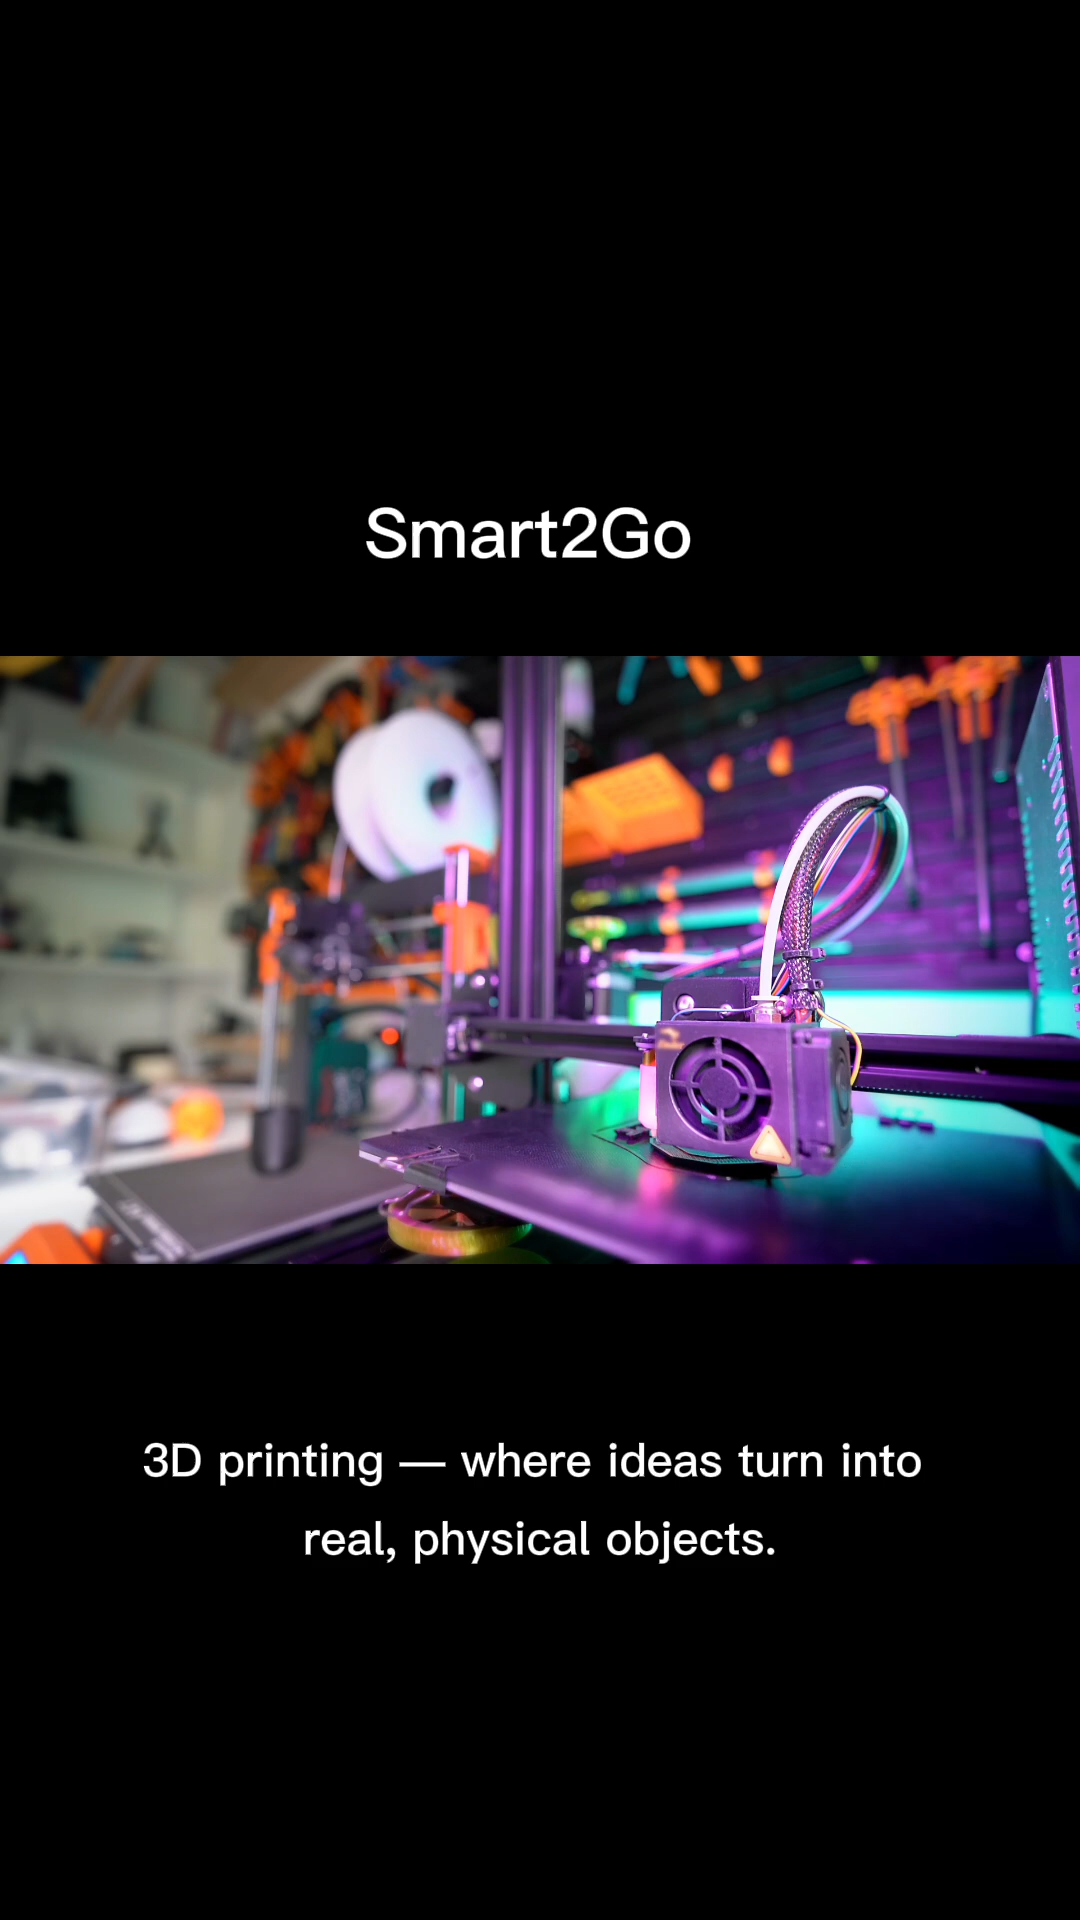 Smart2Go
3D printing — where ideas turn into
real, physical objects.